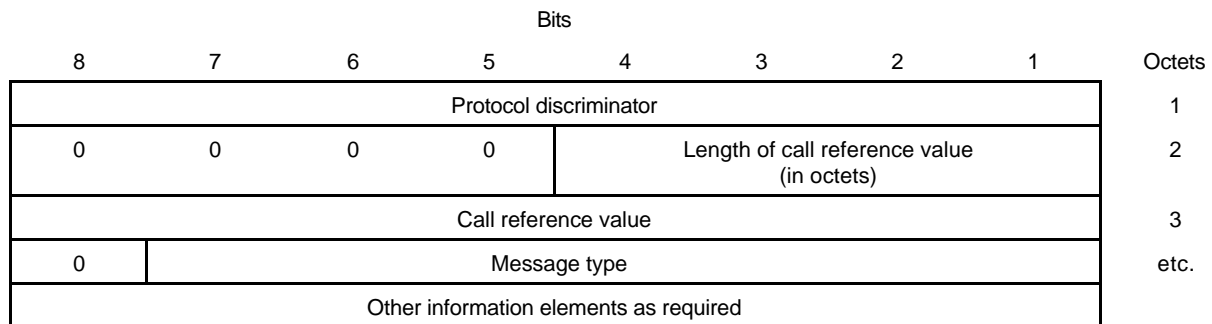 Bits
8 7 6 5 4 3 2 1 Octets
Protocol discriminator 1
0 0 0 0 Length of call reference value 2
(in octets)
Call reference value 3
0 Message type etc.
Other information elements as required